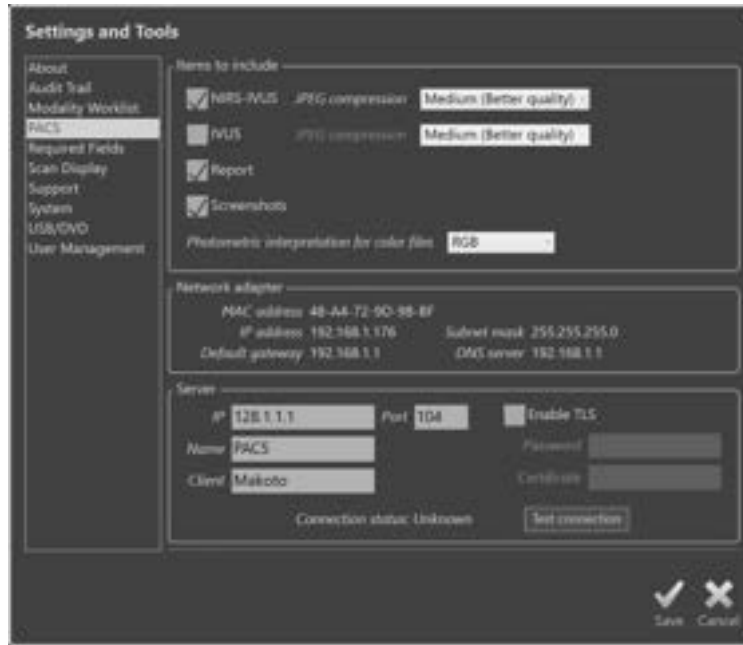 Settings and Tools
About
Audit Trail
Modality Worklist
PACS
Required Fields
Scan Display
Support
System
USB/DVD
User Management
Items to include
NIRS-IVUS JPEG compression Medium (Better quality)
IVUS JPEG compression Medium (Better quality)
Report
Screenshots
Photometric interpretation for color files RGB
Network adapter
MAC address 48-A4-72-9D-98-BF
IP address 192.168.1.176 Subnet mask 255.255.255.0
Default gateway 192.168.1.1 DNS server 192.168.1.1
Server
IP 128.1.1.1 Port 104 Enable TLS
Name PACS Password
Client Makoto Certificate
Connection status: Unknown Test connection
Save Cancel